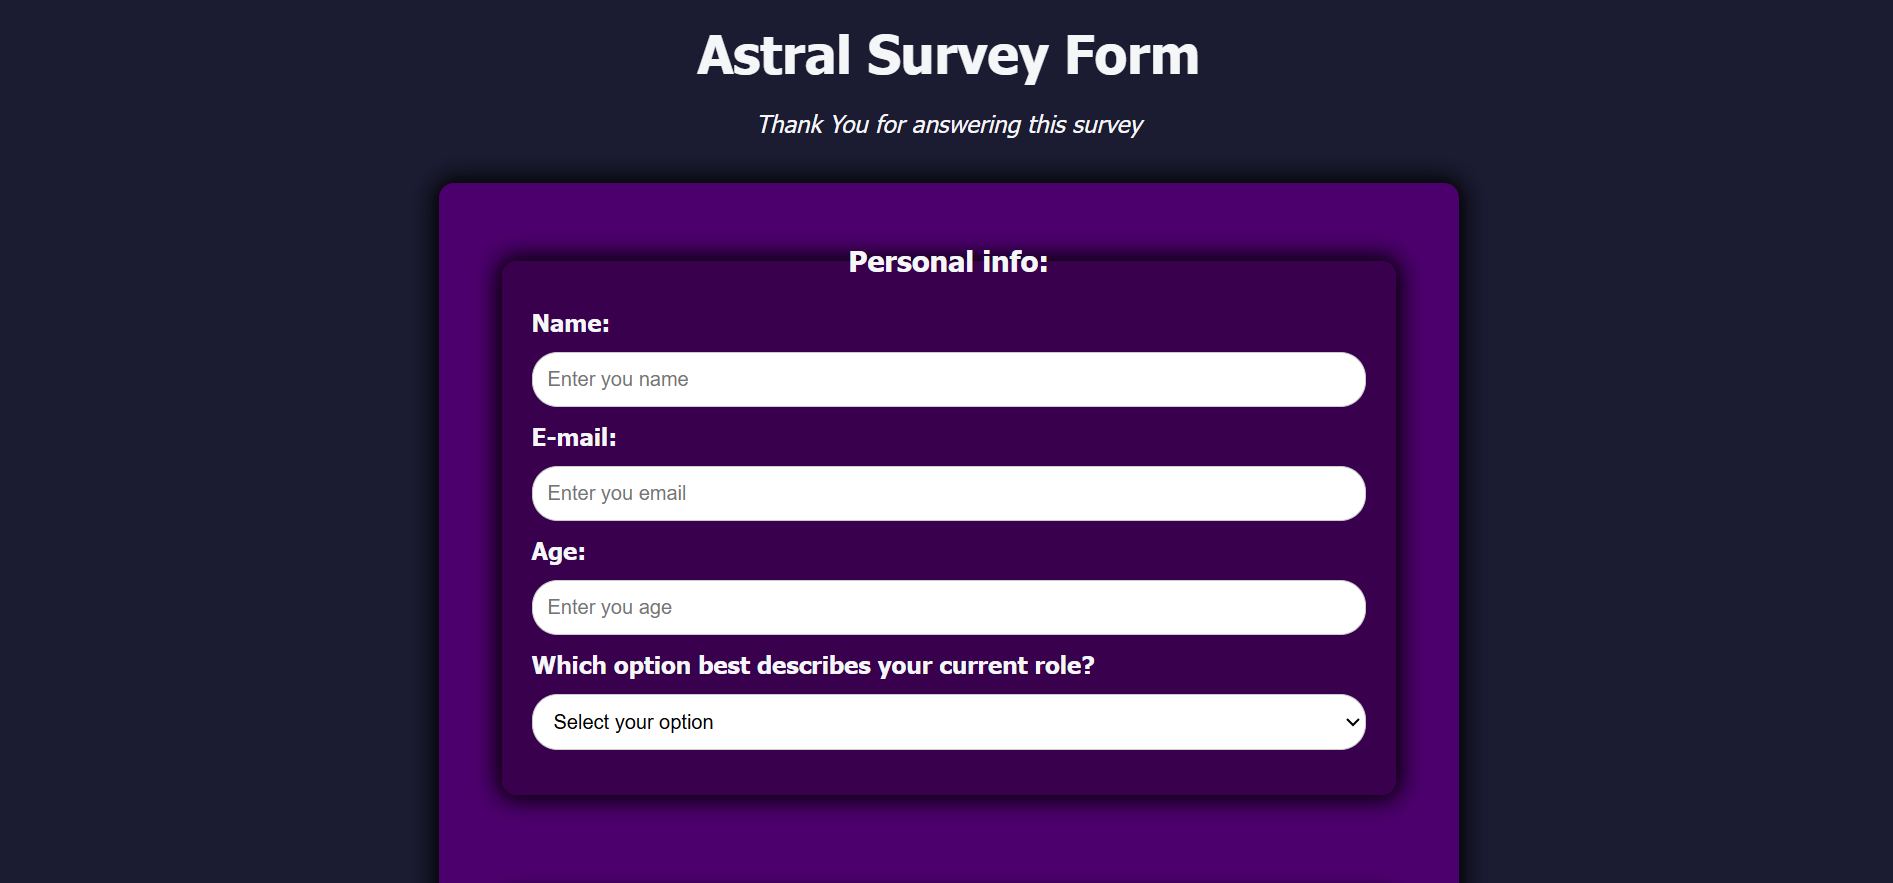 Astral Survey Form
Thank You for answering this survey
Personal info:
Name:
Enter you name
E-mail:
Enter you email
Age:
Enter you age
Which option best describes your current role?
Select your option